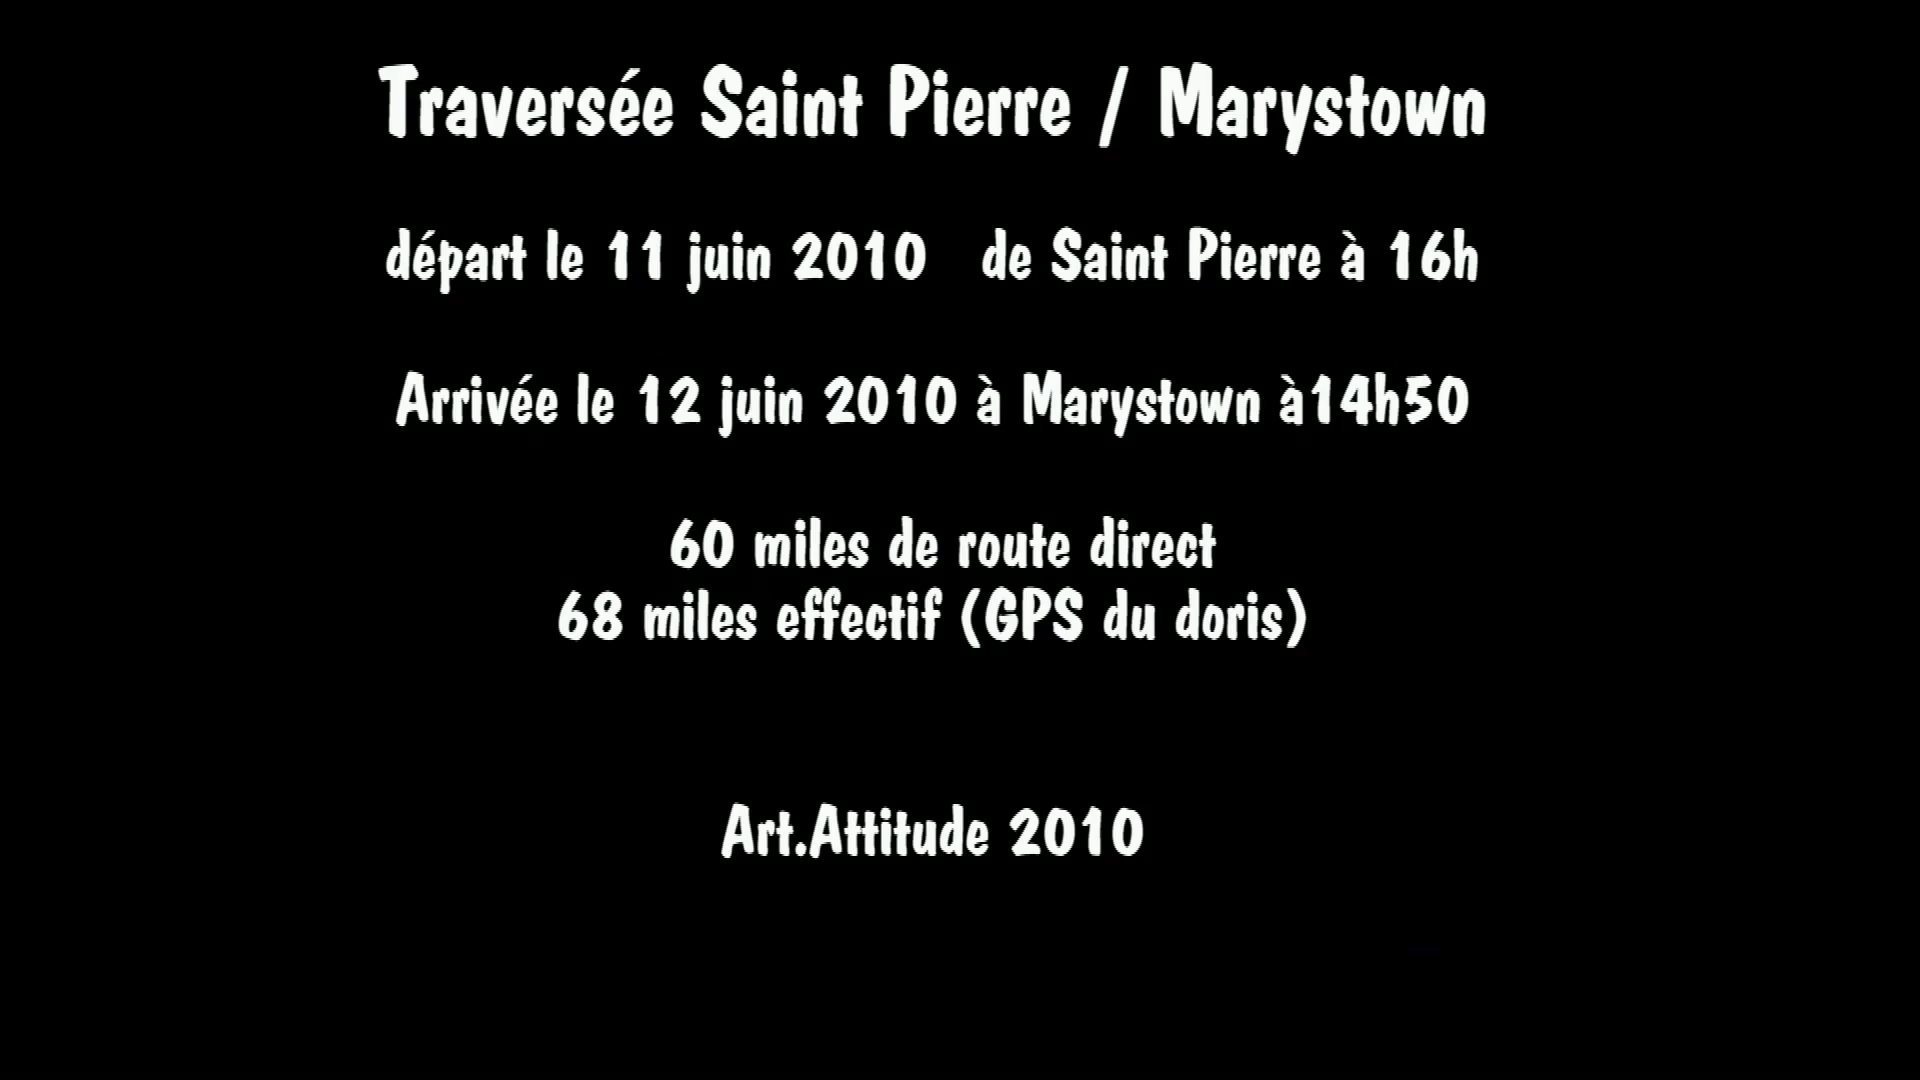 Traversée Saint Pierre / Marystown
départ le 11 juin 2010 de Saint Pierre à 16h
Arrivée le 12 juin 2010 à Marystown à14h50
60 miles de route direct
68 miles effectif (GPS du doris)
Art.Attitude 2010